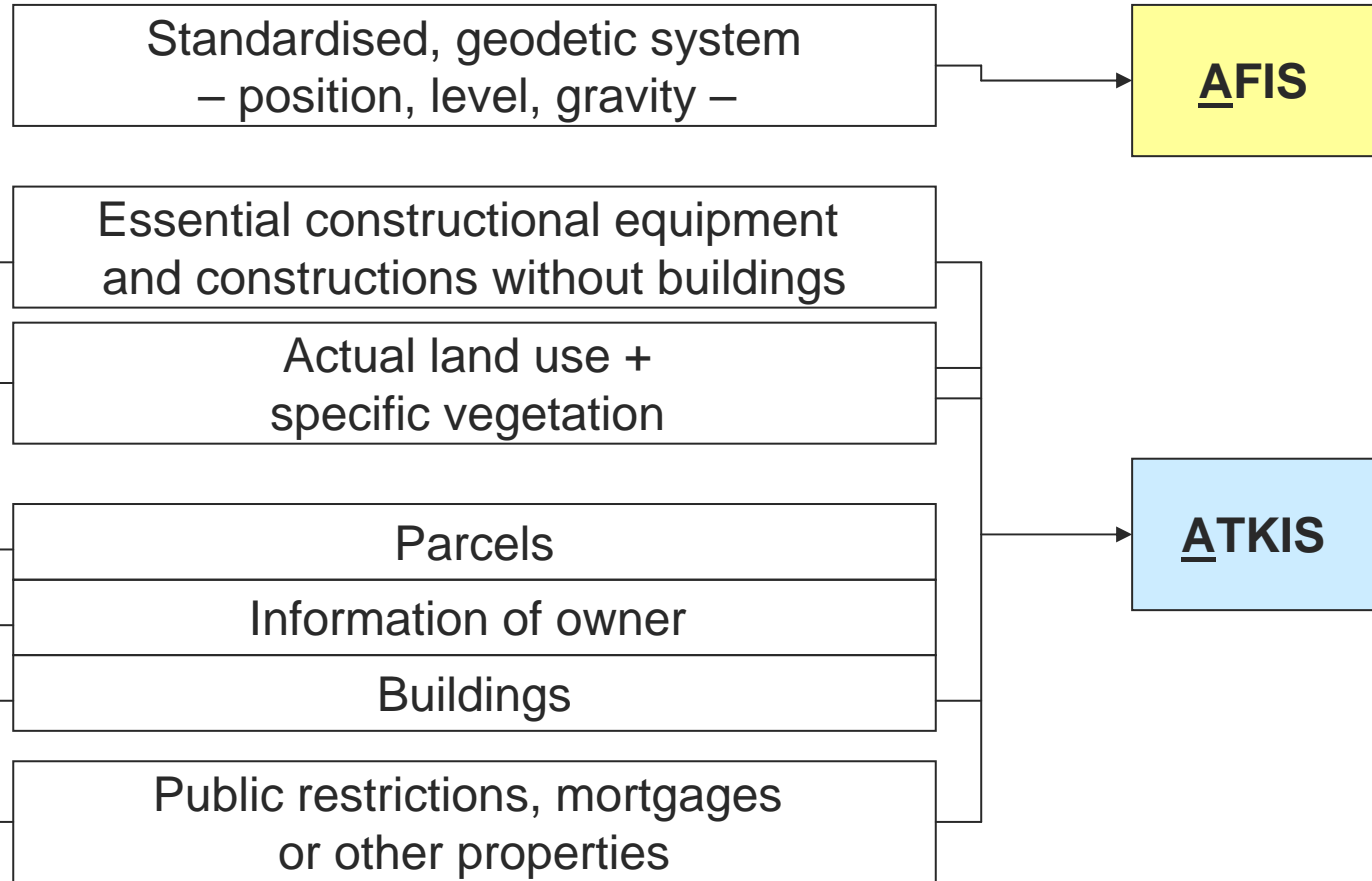 Standardised, geodetic system
– position, level, gravity –
AFIS
Essential constructional equipment
and constructions without buildings
Actual land use +
specific vegetation
Parcels
ATKIS
Information of owner
Buildings
Public restrictions, mortgages
or other properties